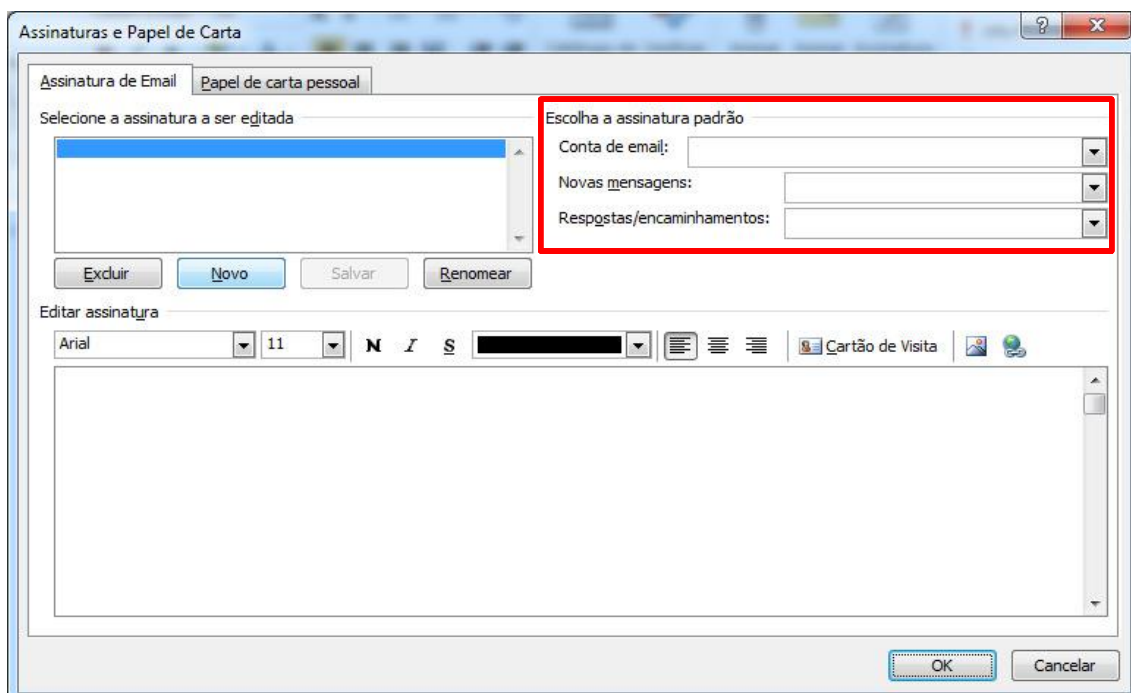 Assinaturas e Papel de Carta
Assinatura de Email Papel de carta pessoal
Selecione a assinatura a ser editada
Escolha a assinatura padrão
Conta de email:
Novas mensagens:
Respostas/encaminhamentos:
Excluir Novo Salvar Renomear
Editar assinatura
Arial 11 N I S Cartão de Visita
OK Cancelar